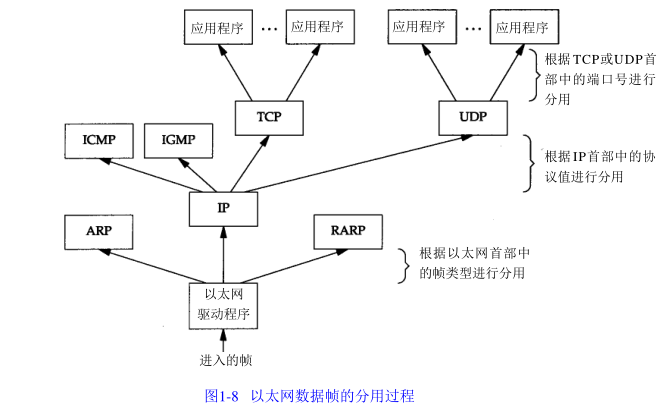 应用程序 … 应用程序 应用程序 … 应用程序
根据TCP或UDP首
部中的端口号进行
分用
TCP UDP
ICMP IGMP
根据IP首部中的协
议值进行分用
IP
ARP RARP
根据以太网首部中
的帧类型进行分用
以太网
驱动程序
进入的帧
图1-8 以太网数据帧的分用过程